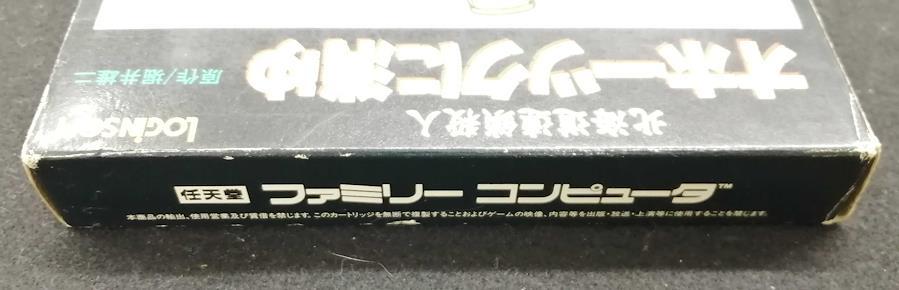 北海道連鎖殺人
オホーツクに消ゆ
原作/堀井雄二
LOGiNSOFT
任天堂 ファミリー コンピュータ™
本商品の輸出、使用営業及び賃貸を禁じます。このカートリッジを無断で複製することおよびゲームの映像、内容等を出版・放送・上演等に使用することを禁じます。